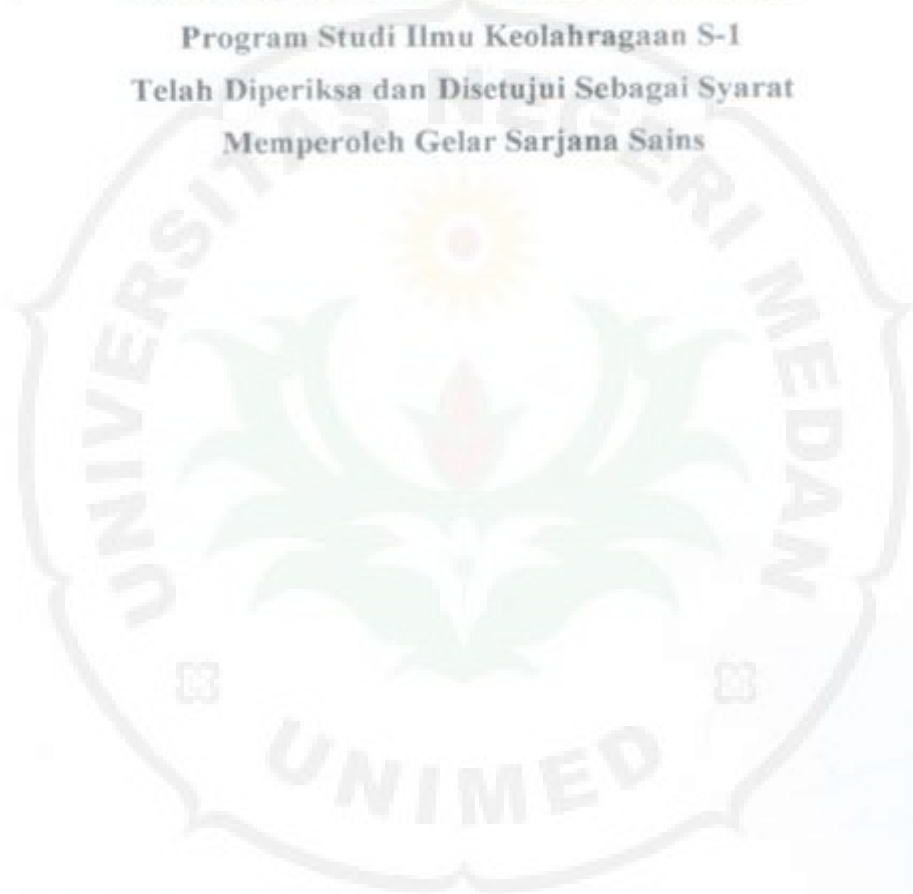 Program Studi Ilmu Keolahragaan S-1
Telah Diperiksa dan Disetujui Sebagai Syarat
Memperoleh Gelar Sarjana Sains
UNIVERSITAS NEGERI MEDAN
UNIMED